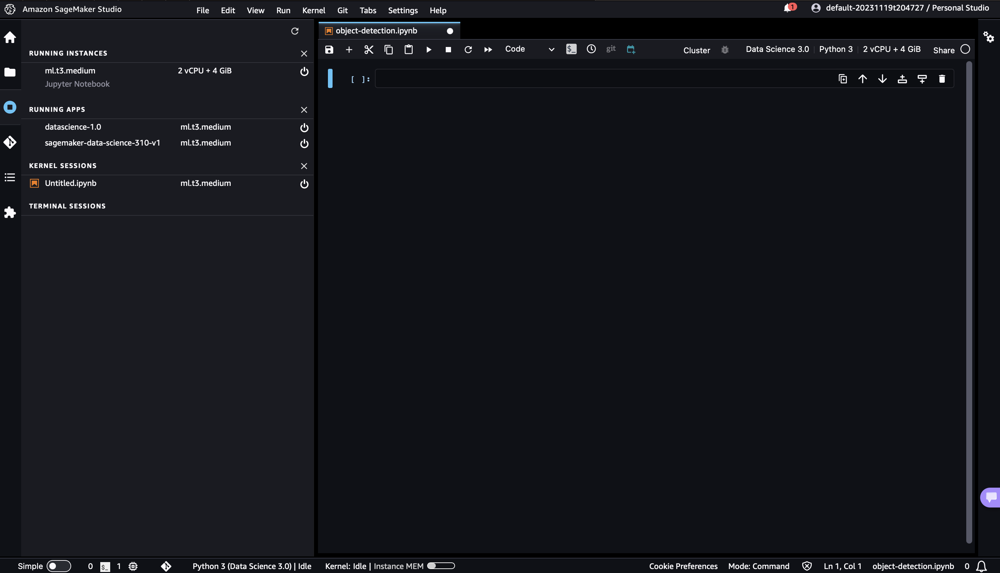 Amazon SageMaker Studio
File Edit View Run Kernel Git Tabs Settings Help
1
default-20231119t204727 / Personal Studio
RUNNING INSTANCES
ml.t3.medium 2 vCPU + 4 GiB
Jupyter Notebook
RUNNING APPS
datascience-1.0 ml.t3.medium
sagemaker-data-science-310-v1 ml.t3.medium
KERNEL SESSIONS
Untitled.ipynb ml.t3.medium
TERMINAL SESSIONS
object-detection.ipynb
Code $_ git Cluster Data Science 3.0 Python 3 2 vCPU + 4 GiB Share
[ ]:
Simple 0 $_ 1 Python 3 (Data Science 3.0) | Idle Kernel: Idle | Instance MEM Cookie Preferences Mode: Command Ln 1, Col 1 object-detection.ipynb 0